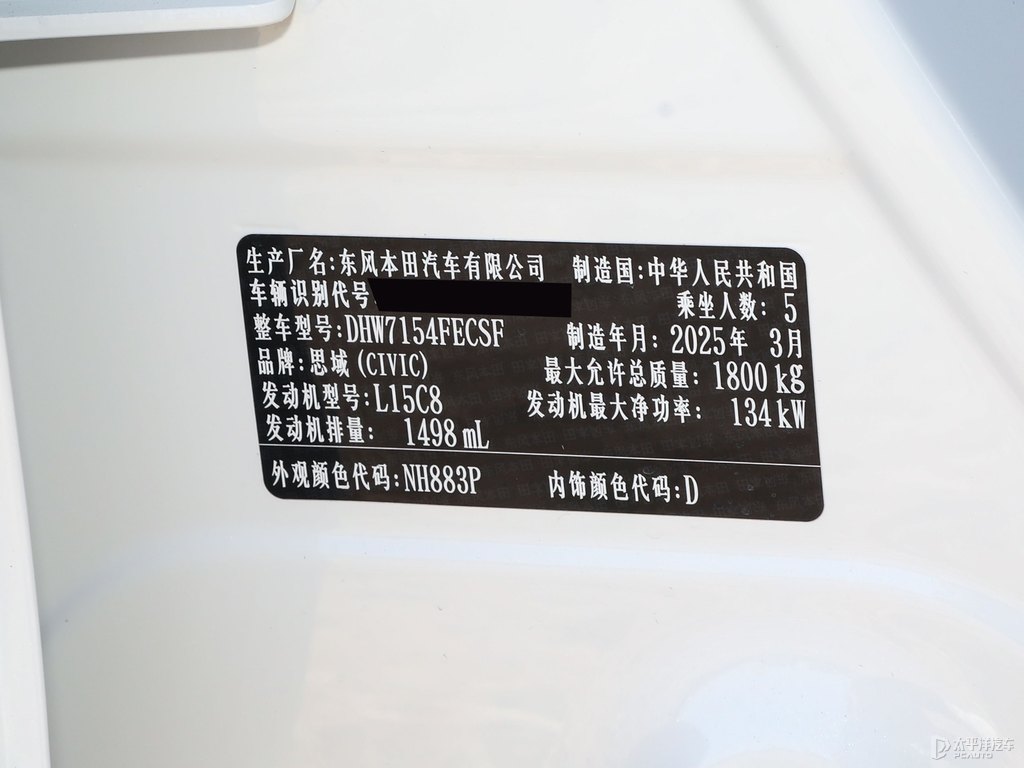 生产厂名:东风本田汽车有限公司 制造国:中华人民共和国
车辆识别代号 乘坐人数: 5
整车型号:DHW7154FECSF 制造年月: 2025年 3月
品牌:思域 (CIVIC) 最大允许总质量: 1800 kg
发动机型号:L15C8 发动机最大净功率: 134 kW
发动机排量: 1498 mL
外观颜色代码:NH883P 内饰颜色代码:D
太平洋汽车
PCAUTO